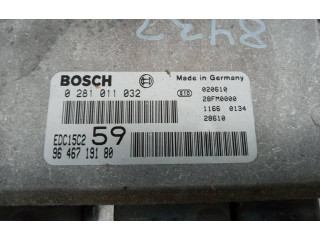 8437
BOSCH
Made in Germany
0 281 011 032
020610
28FM0000
1166 0134
28610
EDC15C2 59
96 467 191 80